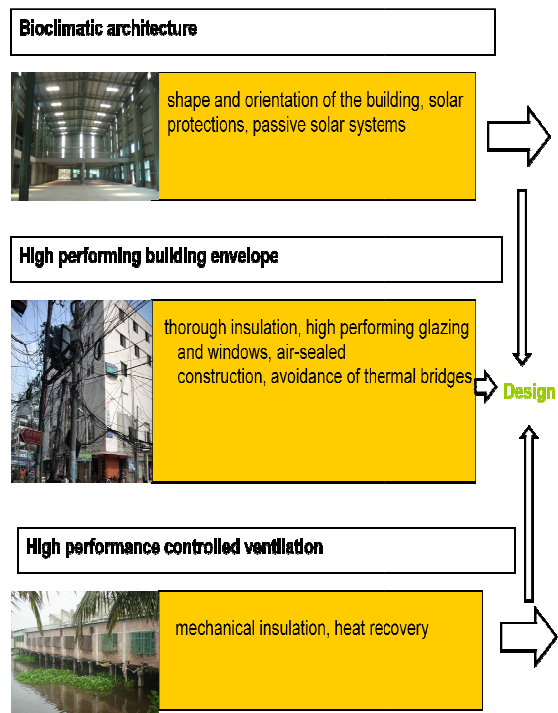 Bioclimatic architecture
shape and orientation of the building, solar
protections, passive solar systems
High performing building envelope
thorough insulation, high performing glazing
and windows, air-sealed
construction, avoidance of thermal bridges
Design
High performance controlled ventilation
mechanical insulation, heat recovery